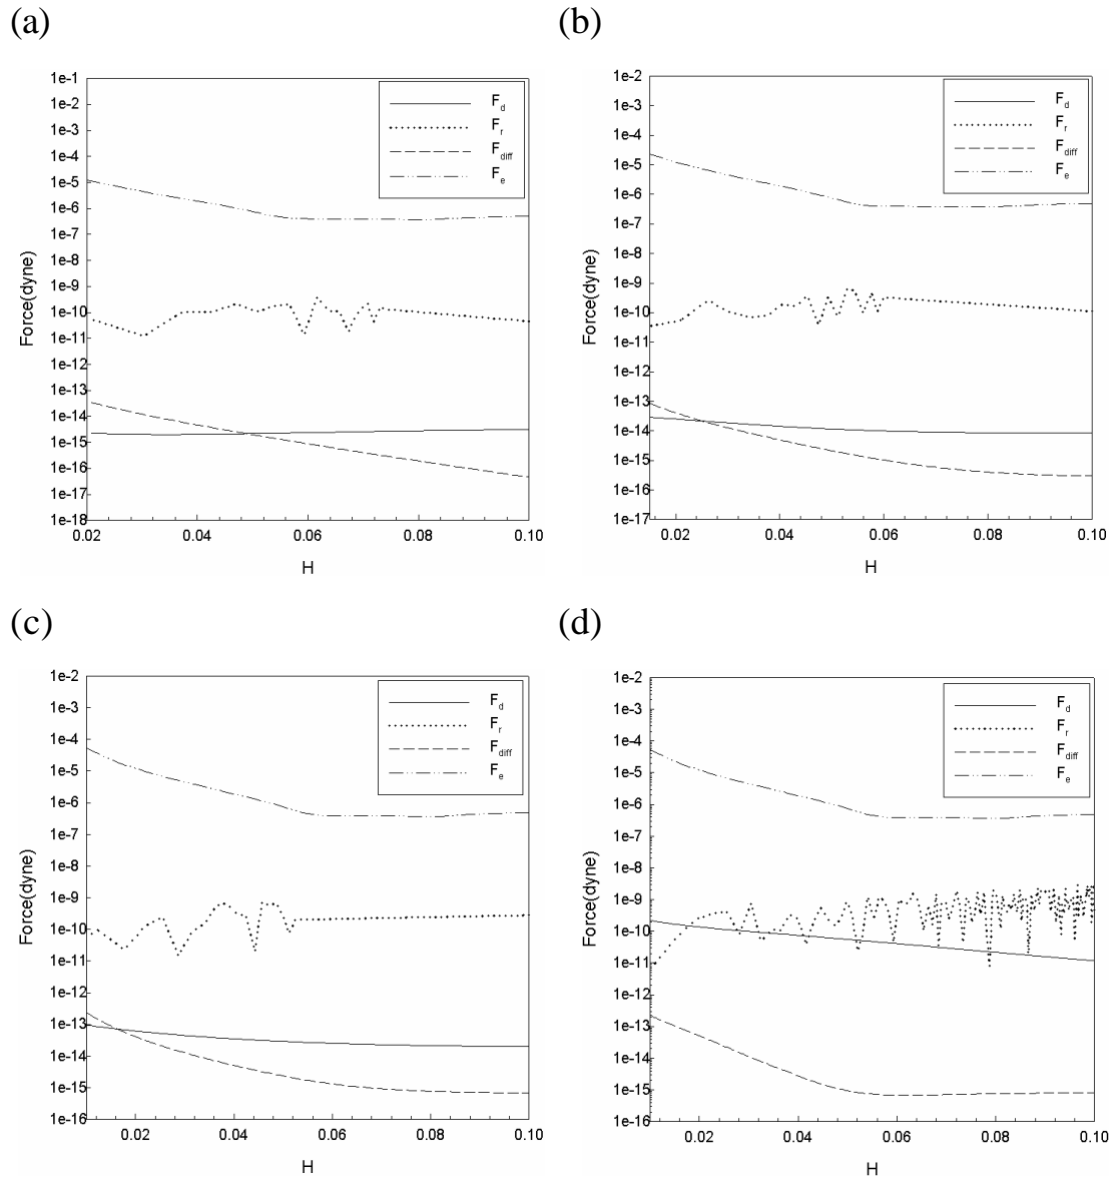 (a)
1e-1
1e-2
1e-3
1e-4
1e-5
1e-6
1e-7
1e-8
1e-9
1e-10
1e-11
1e-12
1e-13
1e-14
1e-15
1e-16
1e-17
1e-18
Force(dyne)
F_d
F_r
F_diff
F_e
0.02 0.04 0.06 0.08 0.10
H
(b)
1e-2
1e-3
1e-4
1e-5
1e-6
1e-7
1e-8
1e-9
1e-10
1e-11
1e-12
1e-13
1e-14
1e-15
1e-16
1e-17
Force(dyne)
F_d
F_r
F_diff
F_e
0.02 0.04 0.06 0.08 0.10
H
(c)
1e-2
1e-3
1e-4
1e-5
1e-6
1e-7
1e-8
1e-9
1e-10
1e-11
1e-12
1e-13
1e-14
1e-15
1e-16
Force(dyne)
F_d
F_r
F_diff
F_e
0.02 0.04 0.06 0.08 0.10
H
(d)
1e-2
1e-3
1e-4
1e-5
1e-6
1e-7
1e-8
1e-9
1e-10
1e-11
1e-12
1e-13
1e-14
1e-15
1e-16
Force(dyne)
F_d
F_r
F_diff
F_e
0.02 0.04 0.06 0.08 0.10
H